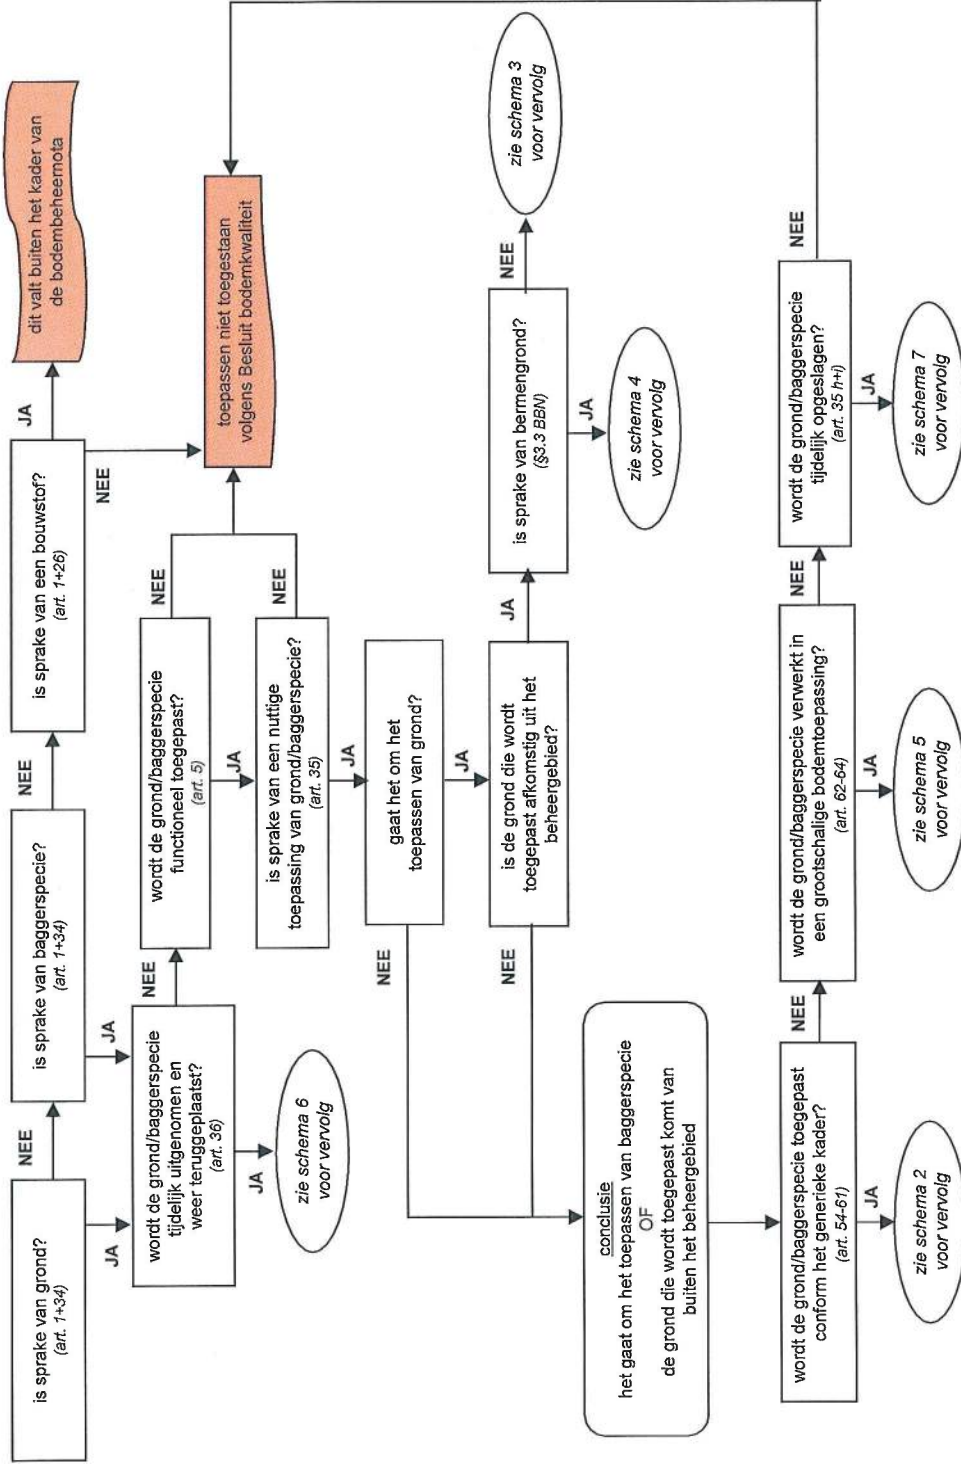 is sprake van grond?
(art. 1+34)
NEE
JA
is sprake van baggerspecie?
(art. 1+34)
NEE
JA
is sprake van een bouwstof?
(art. 1+26)
JA
NEE
dit valt buiten het kader van
de bodembeheernota
wordt de grond/baggerspecie
tijdelijk uitgenomen en
weer teruggeplaatst?
(art. 36)
NEE
JA
zie schema 6
voor vervolg
wordt de grond/baggerspecie
functioneel toegepast?
(art. 5)
NEE
JA
toepassen niet toegestaan
volgens Besluit bodemkwaliteit
is sprake van een nuttige
toepassing van grond/baggerspecie?
(art. 35)
NEE
JA
gaat het om het
toepassen van grond?
NEE
JA
is de grond die wordt
toegepast afkomstig uit het
beheergebied?
NEE
JA
is sprake van bermengrond?
(§3.3 BBN)
NEE
JA
zie schema 3
voor vervolg
zie schema 4
voor vervolg
conclusie
het gaat om het toepassen van baggerspecie
OF
de grond die wordt toegepast komt van
buiten het beheergebied
wordt de grond/baggerspecie toegepast
conform het generieke kader?
(art. 54-61)
NEE
JA
zie schema 2
voor vervolg
wordt de grond/baggerspecie verwerkt in
een grootschalige bodemtoepassing?
(art. 62-64)
NEE
JA
zie schema 5
voor vervolg
wordt de grond/baggerspecie
tijdelijk opgeslagen?
(art. 35 h+i)
NEE
JA
zie schema 7
voor vervolg